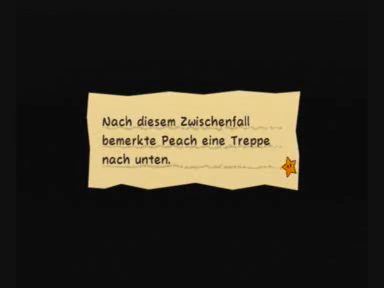 Nach diesem Zwischenfall
bemerkte Peach eine Treppe
nach unten.